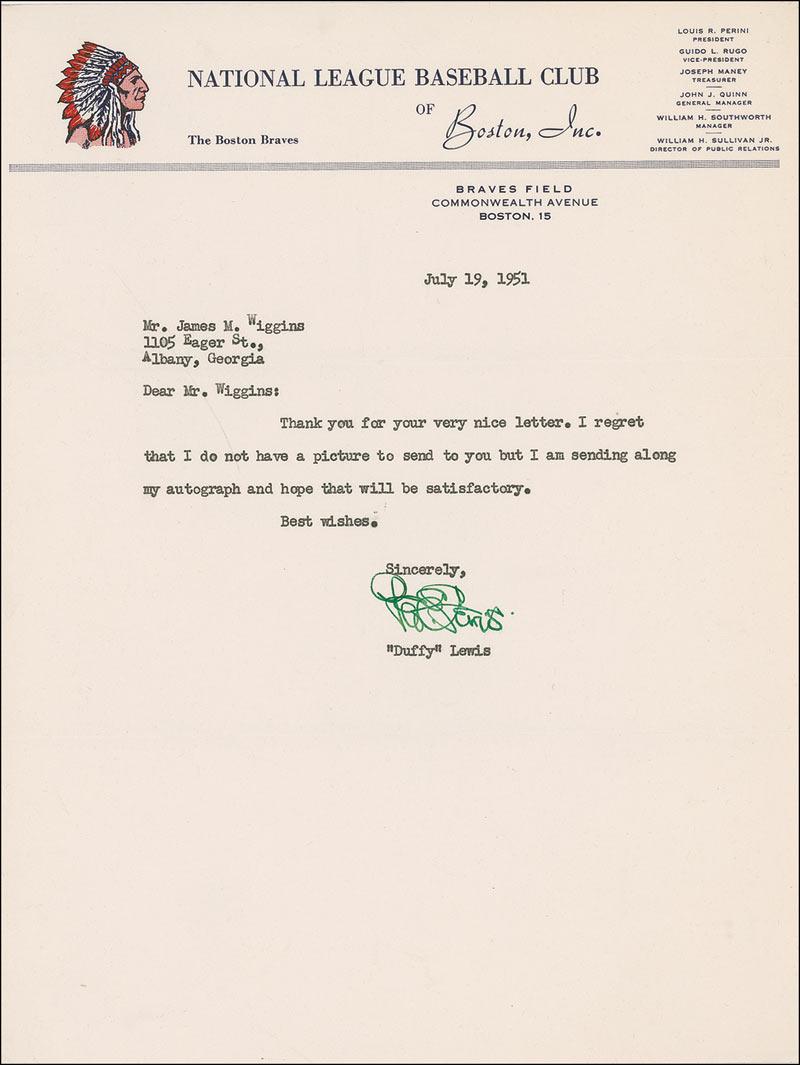 NATIONAL LEAGUE BASEBALL CLUB
OF Boston, Inc.
The Boston Braves
LOUIS R. PERINI
PRESIDENT
GUIDO L. RUGO
VICE-PRESIDENT
JOSEPH MANEY
TREASURER
JOHN J. QUINN
GENERAL MANAGER
WILLIAM H. SOUTHWORTH
MANAGER
WILLIAM H. SULLIVAN JR.
DIRECTOR OF PUBLIC RELATIONS
BRAVES FIELD
COMMONWEALTH AVENUE
BOSTON, 15
July 19, 1951
Mr. James M. Wiggins
1105 Eager St.,
Albany, Georgia
Dear Mr. Wiggins:
Thank you for your very nice letter. I regret
that I do not have a picture to send to you but I am sending along
my autograph and hope that will be satisfactory.
Best wishes.
Sincerely,
Lewis
"Duffy" Lewis